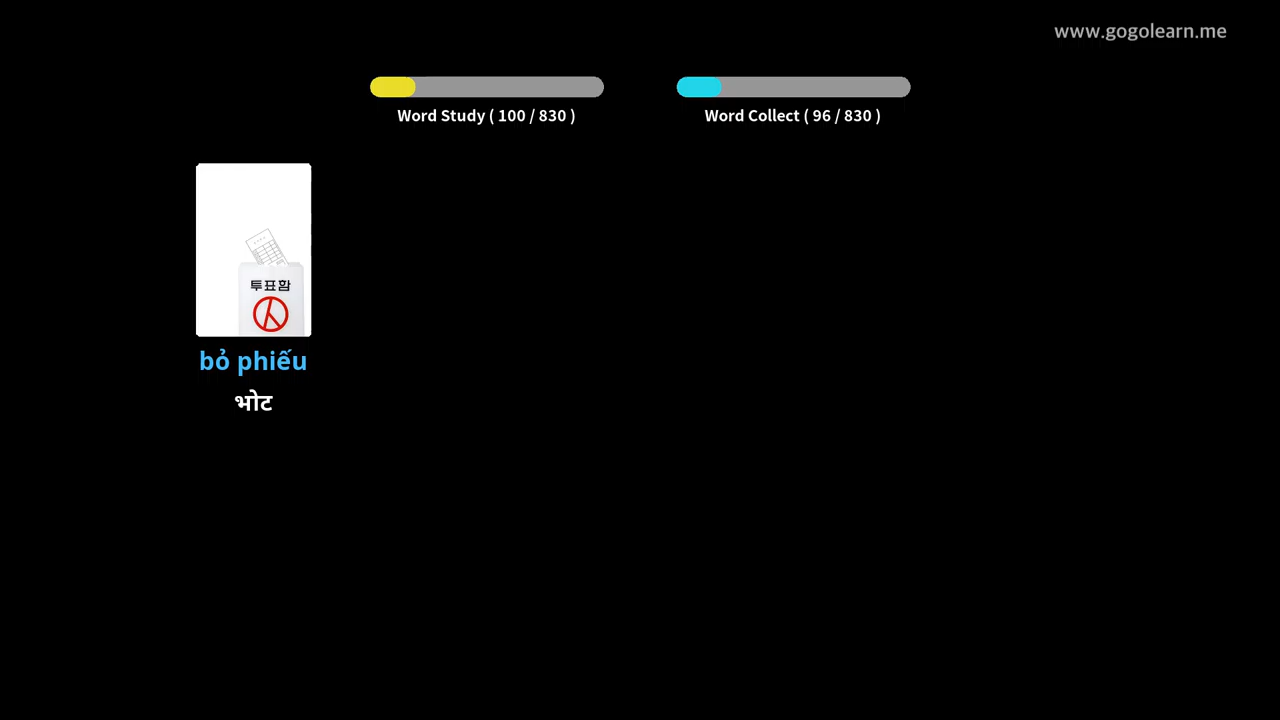 www.gogolearn.me
Word Study ( 100 / 830 )
Word Collect ( 96 / 830 )
투표함
bỏ phiếu
भोट